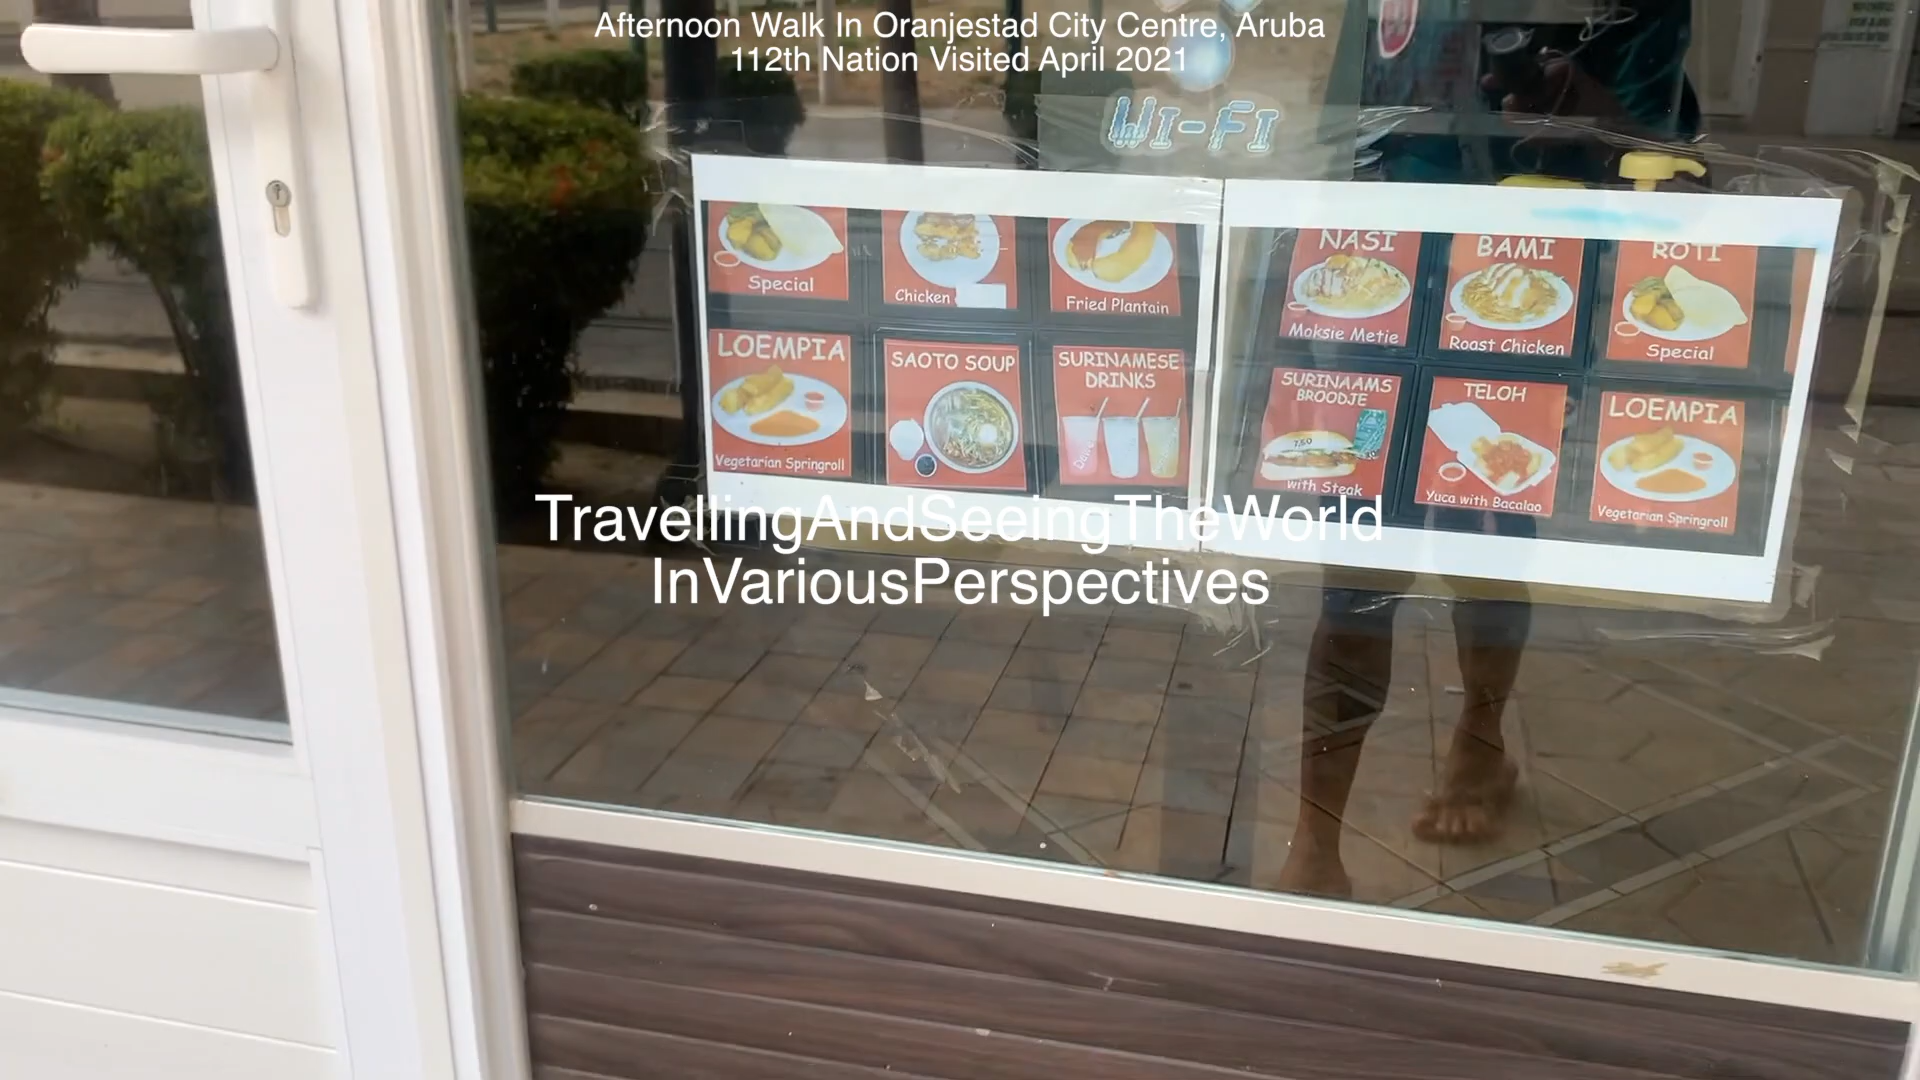 Afternoon Walk In Oranjestad City Centre, Aruba
112th Nation Visited April 2021
WI-FI
Special
Chicken
Fried Plantain
LOEMPIA
Vegetarian Springroll
SAOTO SOUP
SURINAMESE
DRINKS
NASI
Moksie Metie
BAMI
Roast Chicken
ROTI
Special
SURINAAMS
BROODJE
7,50
with Steak
TELOH
Yuca with Bacalao
LOEMPIA
Vegetarian Springroll
TravellingAndSeeingTheWorld
InVariousPerspectives